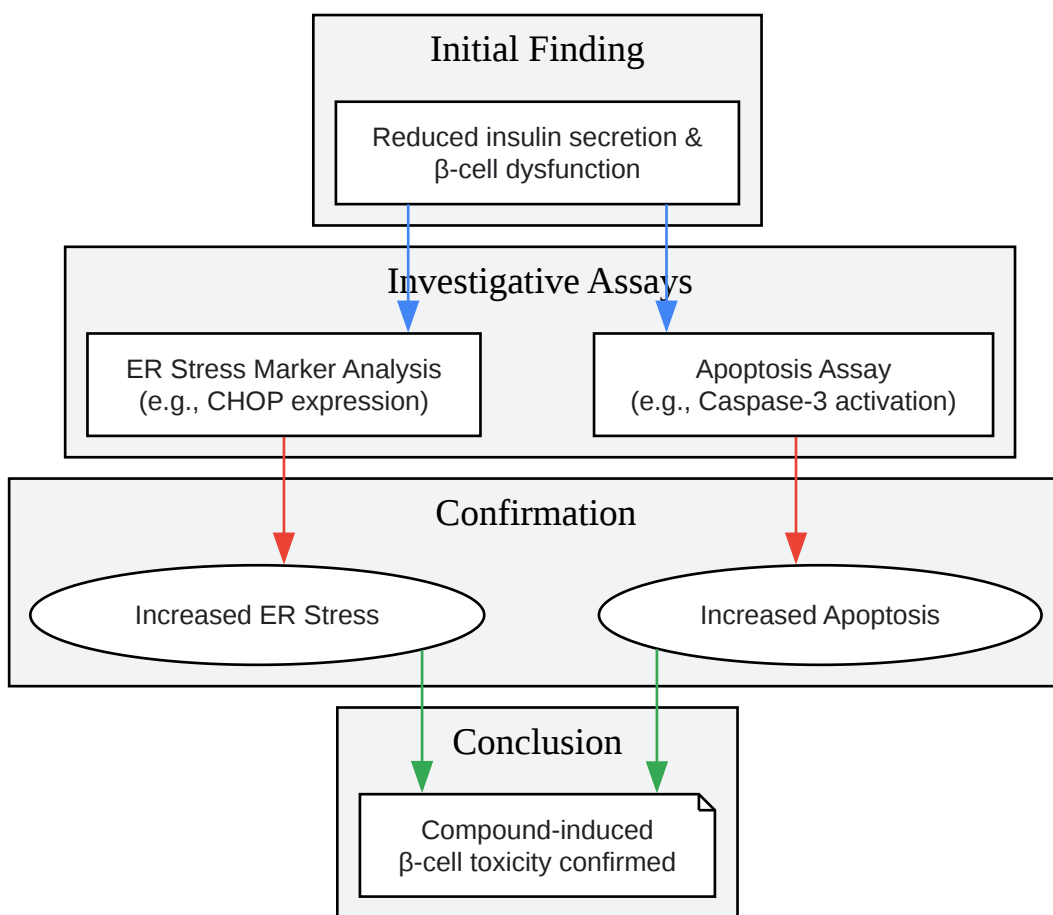 Initial Finding
Reduced insulin secretion &
β-cell dysfunction
Investigative Assays
ER Stress Marker Analysis
(e.g., CHOP expression)
Apoptosis Assay
(e.g., Caspase-3 activation)
Confirmation
Increased ER Stress
Increased Apoptosis
Conclusion
Compound-induced
β-cell toxicity confirmed